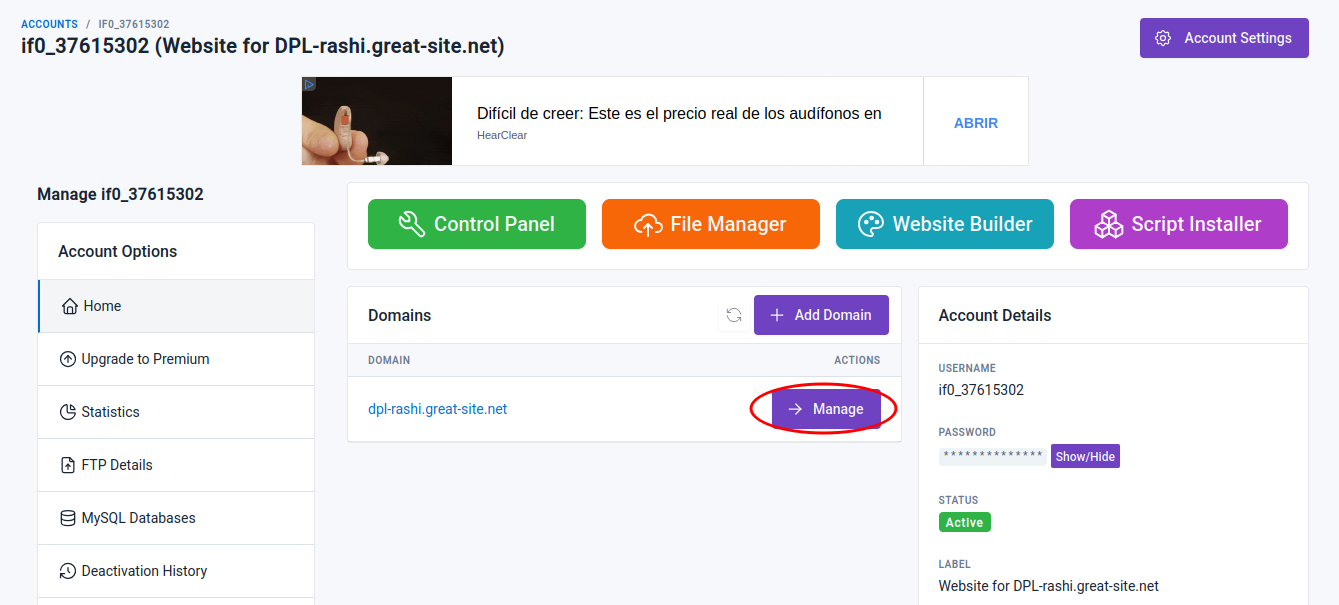 ACCOUNTS / IF0_37615302
if0_37615302 (Website for DPL-rashi.great-site.net)
Account Settings
Difícil de creer: Este es el precio real de los audífonos en
HearClear
ABRIR
Manage if0_37615302
Account Options
Home
Upgrade to Premium
Statistics
FTP Details
MySQL Databases
Deactivation History
Control Panel
File Manager
Website Builder
Script Installer
Domains
Add Domain
DOMAIN ACTIONS
dpl-rashi.great-site.net
Manage
Account Details
USERNAME
if0_37615302
PASSWORD
************** Show/Hide
STATUS
Active
LABEL
Website for DPL-rashi.great-site.net